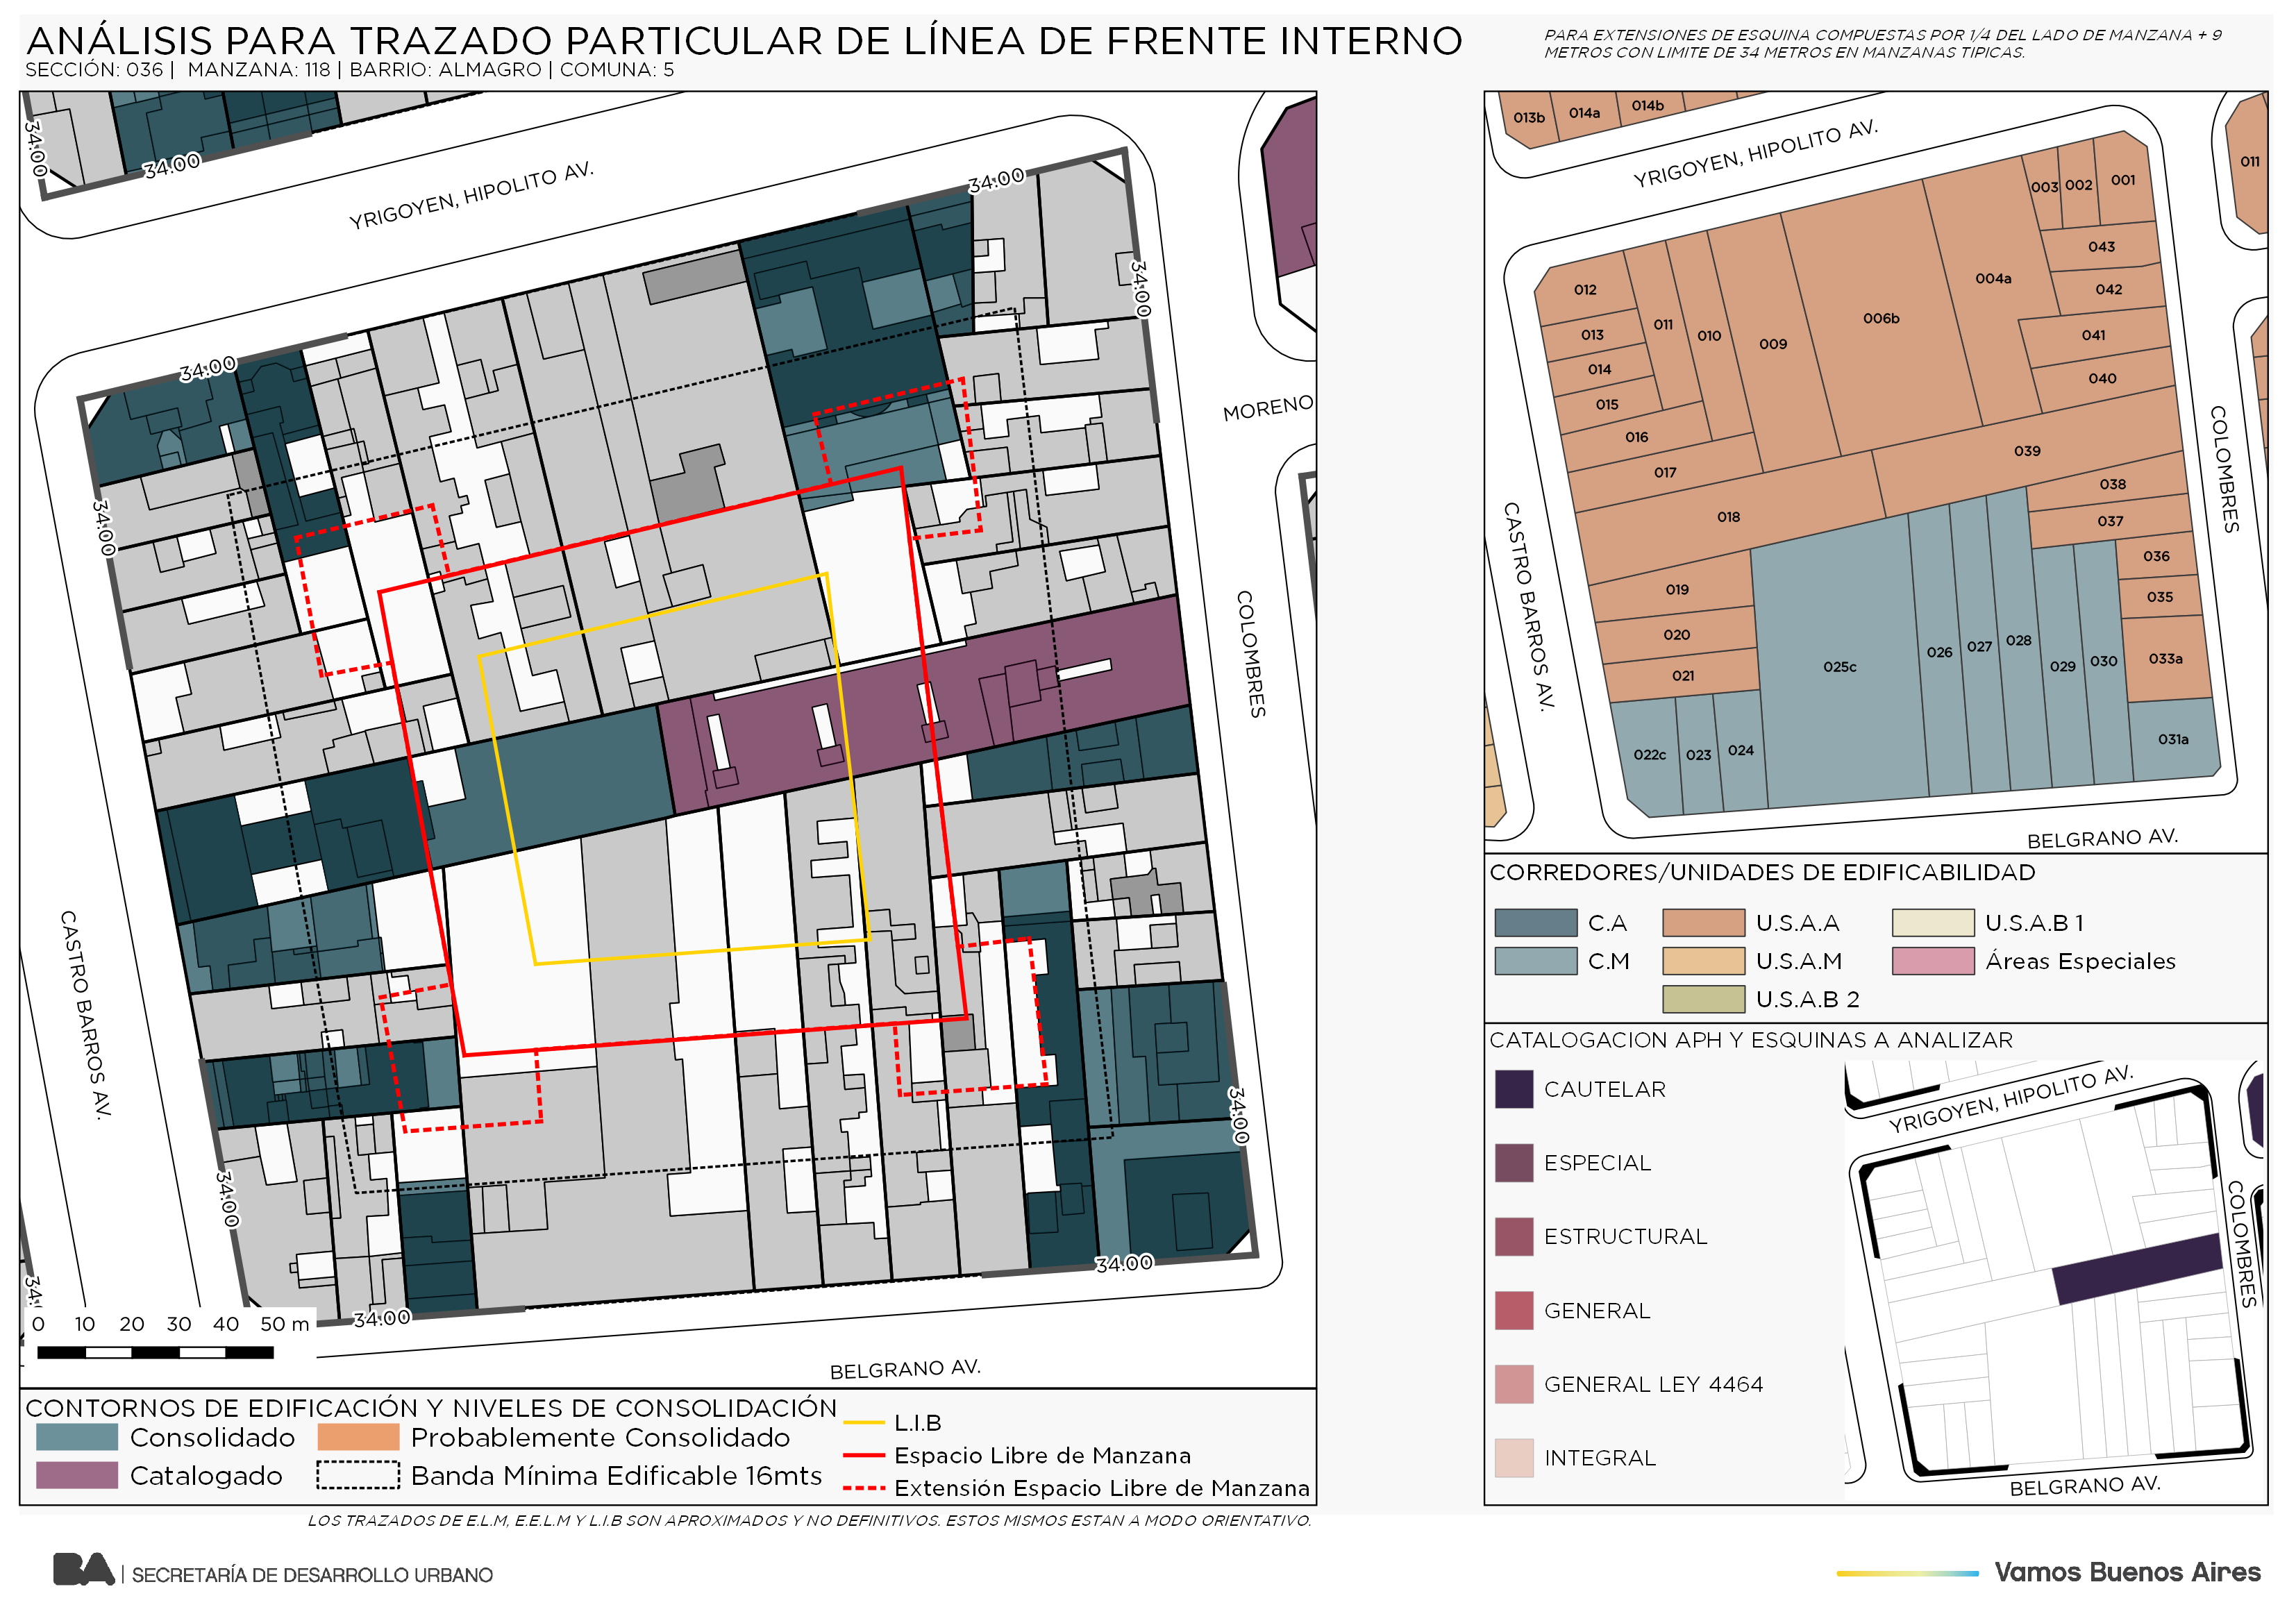 ANÁLISIS PARA TRAZADO PARTICULAR DE LÍNEA DE FRENTE INTERNO
SECCIÓN: 036 | MANZANA: 118 | BARRIO: ALMAGRO | COMUNA: 5
PARA EXTENSIONES DE ESQUINA COMPUESTAS POR 1/4 DEL LADO DE MANZANA + 9
METROS CON LIMITE DE 34 METROS EN MANZANAS TIPICAS.
34.00
34.00
YRIGOYEN, HIPOLITO AV.
34.00
34.00
34.00
34.00
MORENO
COLOMBRES
CASTRO BARROS AV.
34.00
34.00
34.00
34.00
BELGRANO AV.
0 10 20 30 40 50 m
CONTORNOS DE EDIFICACIÓN Y NIVELES DE CONSOLIDACIÓN
Consolidado
Probablemente Consolidado
Catalogado
Banda Mínima Edificable 16mts
L.I.B
Espacio Libre de Manzana
Extensión Espacio Libre de Manzana
LOS TRAZADOS DE E.L.M, E.E.L.M Y L.I.B SON APROXIMADOS Y NO DEFINITIVOS. ESTOS MISMOS ESTAN A MODO ORIENTATIVO.
013b
014a
014b
YRIGOYEN, HIPOLITO AV.
011
003
002
001
043
042
041
040
004a
006b
009
010
011
012
013
014
015
016
017
018
039
038
037
036
035
033a
031a
019
020
021
022c
023
024
025c
026
027
028
029
030
CASTRO BARROS AV.
COLOMBRES
BELGRANO AV.
CORREDORES/UNIDADES DE EDIFICABILIDAD
C.A
U.S.A.A
U.S.A.B 1
C.M
U.S.A.M
Áreas Especiales
U.S.A.B 2
CATALOGACION APH Y ESQUINAS A ANALIZAR
CAUTELAR
ESPECIAL
ESTRUCTURAL
GENERAL
GENERAL LEY 4464
INTEGRAL
YRIGOYEN, HIPOLITO AV.
COLOMBRES
BELGRANO AV.
BA | SECRETARÍA DE DESARROLLO URBANO
Vamos Buenos Aires